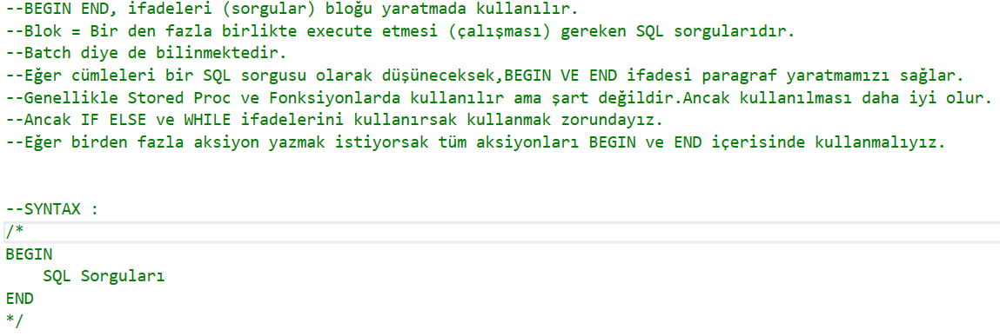 --BEGIN END, ifadeleri (sorgular) bloğu yaratmada kullanılır.
--Blok = Bir den fazla birlikte execute etmesi (çalışması) gereken SQL sorgularıdır.
--Batch diye de bilinmektedir.
--Eğer cümleleri bir SQL sorgusu olarak düşüneceksek,BEGIN VE END ifadesi paragraf yaratmamızı sağlar.
--Genellikle Stored Proc ve Fonksiyonlarda kullanılır ama şart değildir.Ancak kullanılması daha iyi olur.
--Ancak IF ELSE ve WHILE ifadelerini kullanırsak kullanmak zorundayız.
--Eğer birden fazla aksiyon yazmak istiyorsak tüm aksiyonları BEGIN ve END içerisinde kullanmalıyız.
--SYNTAX :
/*
BEGIN
    SQL Sorguları
END
*/